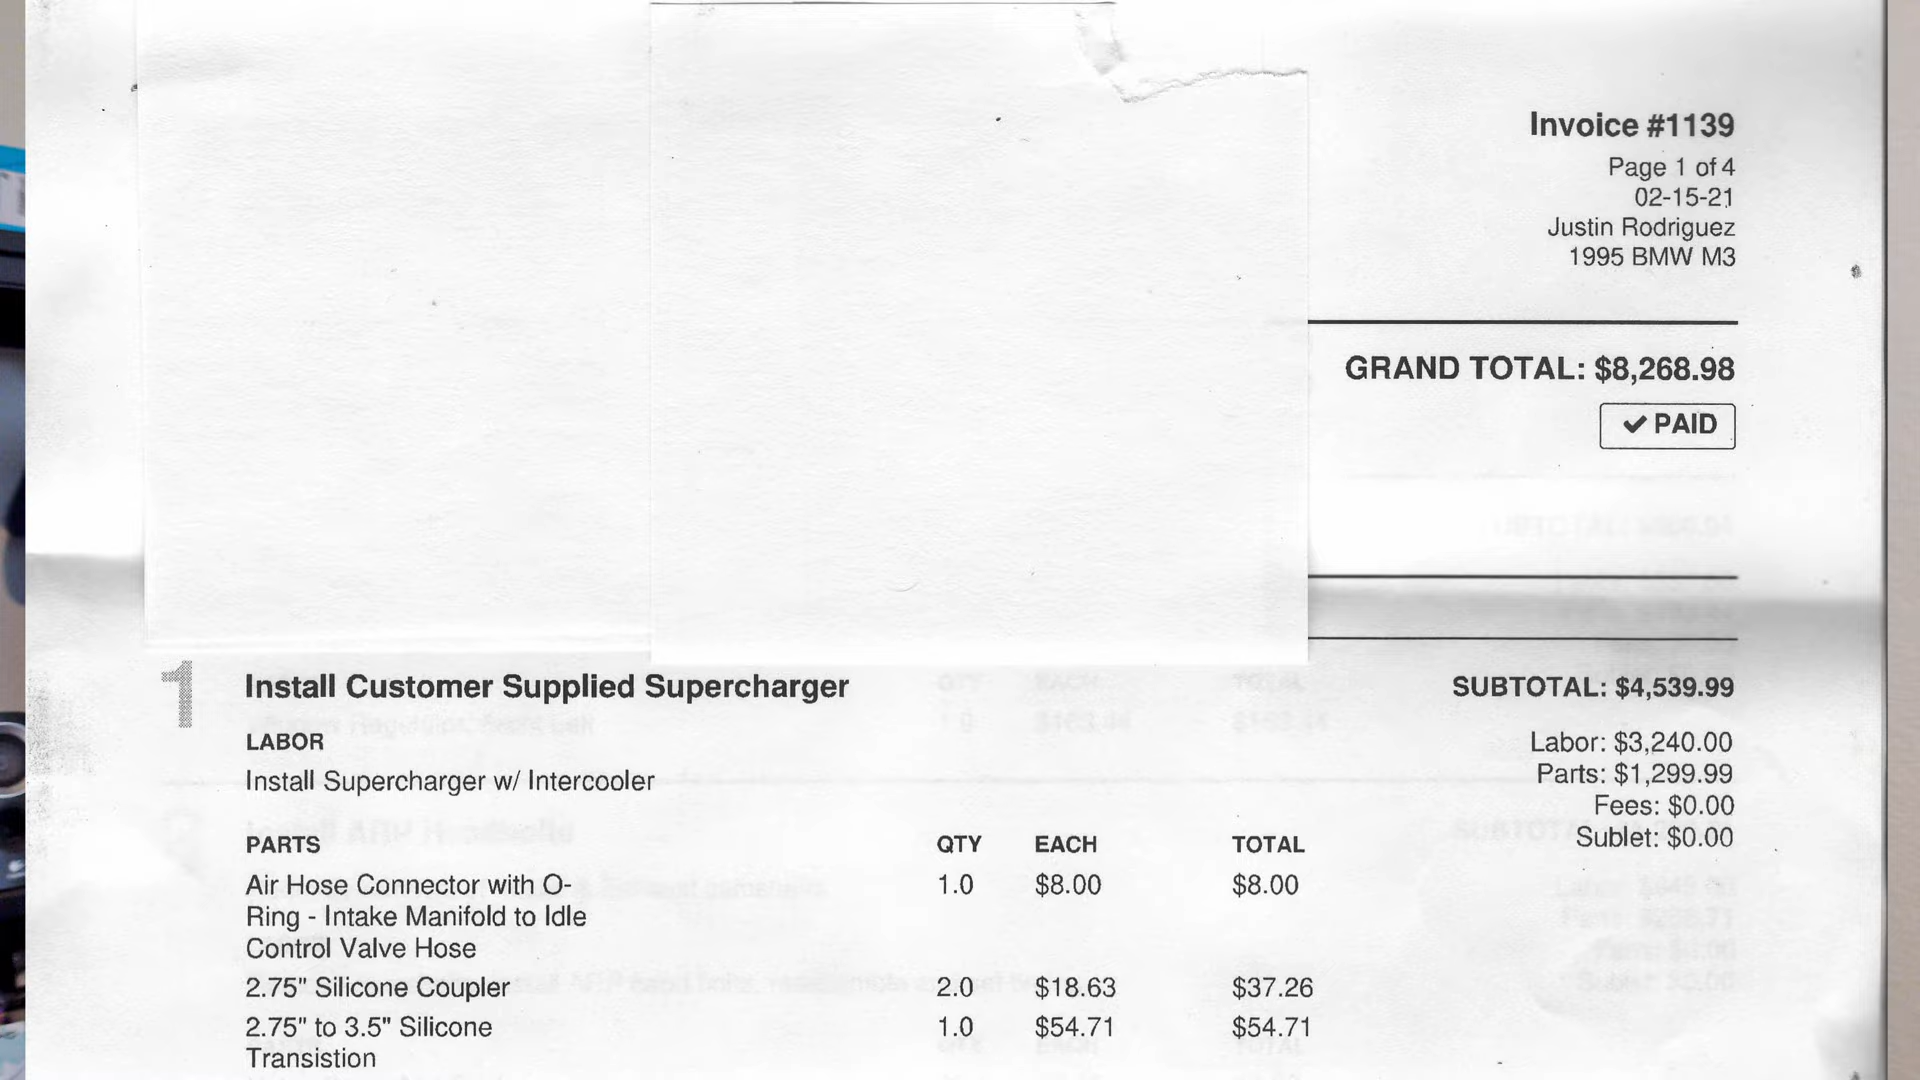 Invoice #1139
Page 1 of 4
02-15-21
Justin Rodriguez
1995 BMW M3
GRAND TOTAL: $8,268.98
✓ PAID
1 Install Customer Supplied Supercharger SUBTOTAL: $4,539.99
LABOR Labor: $3,240.00
Install Supercharger w/ Intercooler Parts: $1,299.99
Fees: $0.00
Sublet: $0.00
PARTS QTY EACH TOTAL
Air Hose Connector with O- 1.0 $8.00 $8.00
Ring - Intake Manifold to Idle
Control Valve Hose
2.75" Silicone Coupler 2.0 $18.63 $37.26
2.75" to 3.5" Silicone 1.0 $54.71 $54.71
Transistion